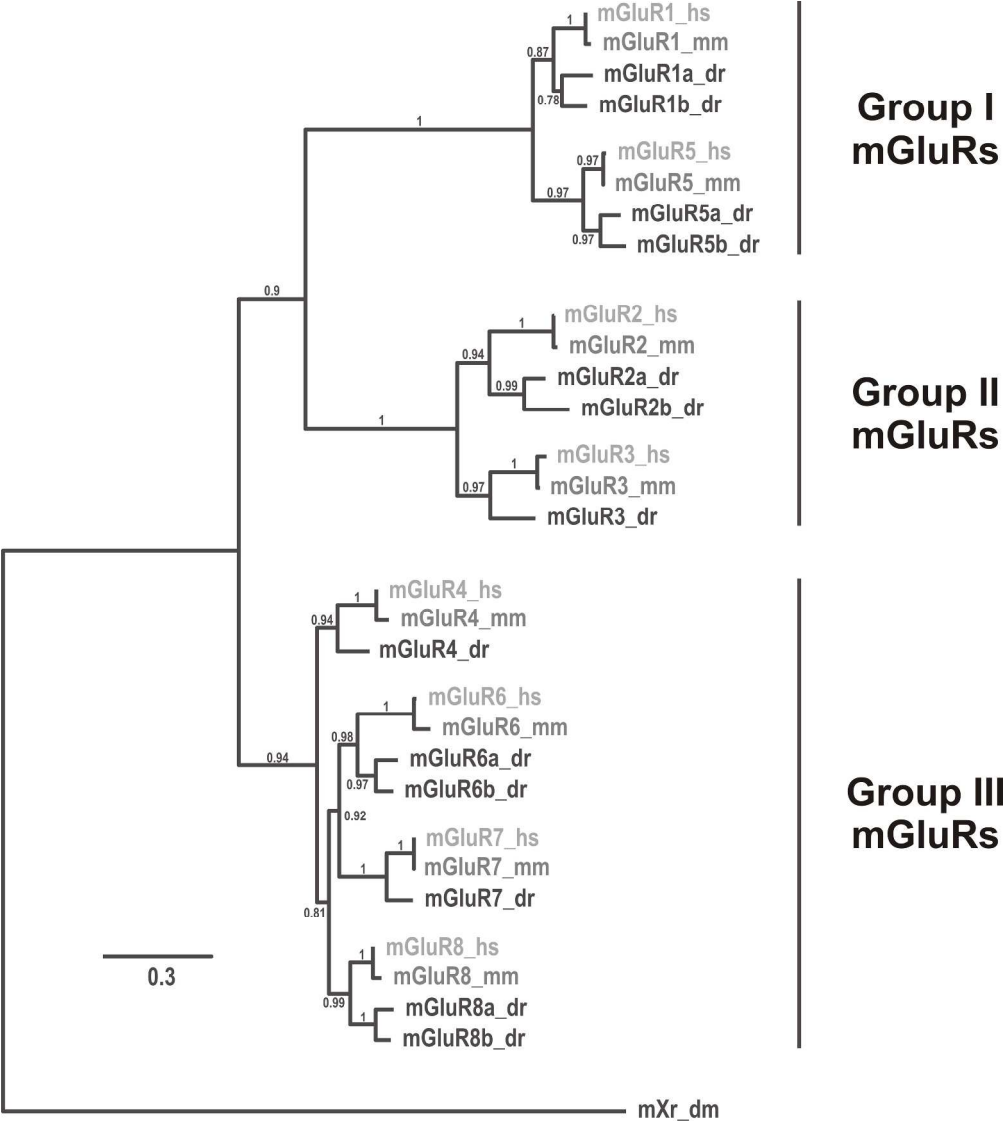 1
mGluR1_hs
mGluR1_mm
0.87
mGluR1a_dr
0.78
mGluR1b_dr
Group I
mGluRs
1
0.97
mGluR5_hs
mGluR5_mm
0.97
mGluR5a_dr
0.97
mGluR5b_dr
0.9
1
mGluR2_hs
mGluR2_mm
0.94
mGluR2a_dr
0.99
mGluR2b_dr
Group II
mGluRs
1
mGluR3_hs
1
mGluR3_mm
0.97
mGluR3_dr
1
mGluR4_hs
mGluR4_mm
0.94
mGluR4_dr
mGluR6_hs
1
mGluR6_mm
0.98
mGluR6a_dr
0.94
0.97
mGluR6b_dr
Group III
mGluRs
0.92
mGluR7_hs
1
mGluR7_mm
1
mGluR7_dr
0.81
mGluR8_hs
1
mGluR8_mm
0.3
0.99
mGluR8a_dr
1
mGluR8b_dr
mXr_dm